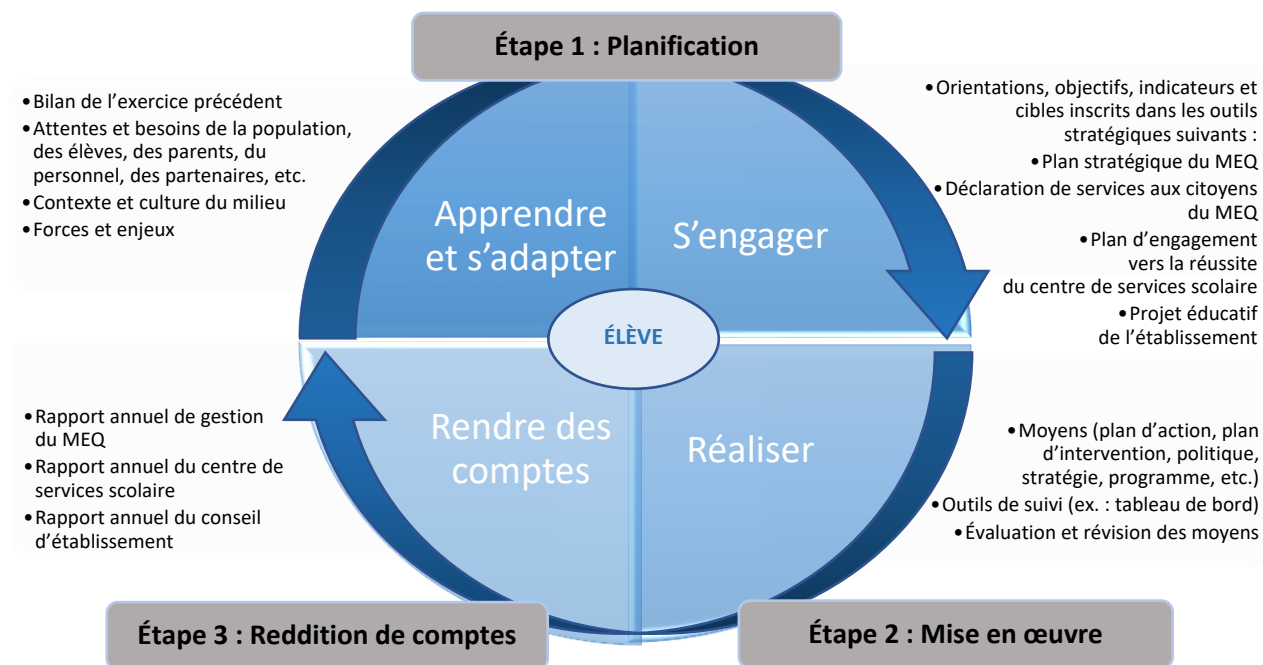 Étape 1 : Planification
•Bilan de l’exercice précédent
•Attentes et besoins de la population,
des élèves, des parents, du
personnel, des partenaires, etc.
•Contexte et culture du milieu
•Forces et enjeux
•Orientations, objectifs, indicateurs et
cibles inscrits dans les outils
stratégiques suivants :
•Plan stratégique du MEQ
•Déclaration de services aux citoyens
du MEQ
•Plan d’engagement
vers la réussite
du centre de services scolaire
•Projet éducatif
de l’établissement
Apprendre
et s’adapter
S’engager
ÉLÈVE
Rendre des
comptes
Réaliser
•Rapport annuel de gestion
du MEQ
•Rapport annuel du centre de
services scolaire
•Rapport annuel du conseil
d’établissement
•Moyens (plan d’action, plan
d’intervention, politique,
stratégie, programme, etc.)
•Outils de suivi (ex. : tableau de bord)
•Évaluation et révision des moyens
Étape 3 : Reddition de comptes
Étape 2 : Mise en œuvre